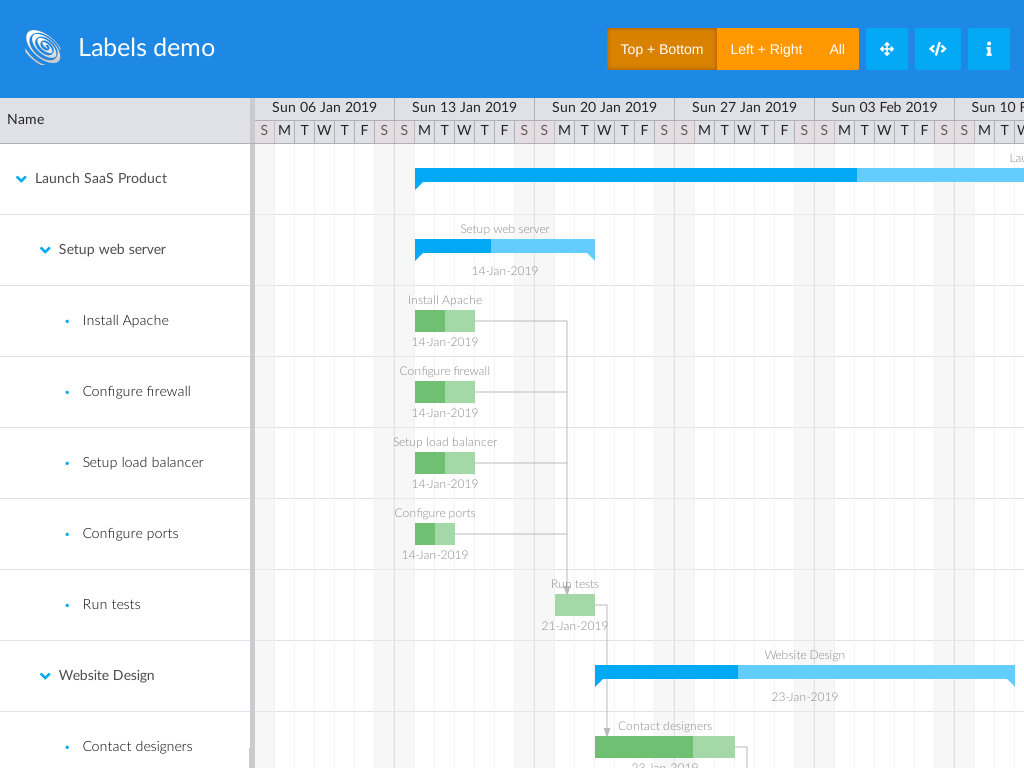 Labels demo
Top + Bottom Left + Right All
Name
Sun 06 Jan 2019 Sun 13 Jan 2019 Sun 20 Jan 2019 Sun 27 Jan 2019 Sun 03 Feb 2019 Sun 10
S M T W T F S S M T W T F S S M T W T F S S M T W T F S S M T W T F S S M T W
Lau
Launch SaaS Product
Setup web server
Setup web server
14-Jan-2019
Install Apache
Install Apache
14-Jan-2019
Configure firewall
Configure firewall
14-Jan-2019
Setup load balancer
Setup load balancer
14-Jan-2019
Configure ports
Configure ports
14-Jan-2019
Run tests
Run tests
21-Jan-2019
Website Design
Website Design
23-Jan-2019
Contact designers
Contact designers
23-Jan-2019